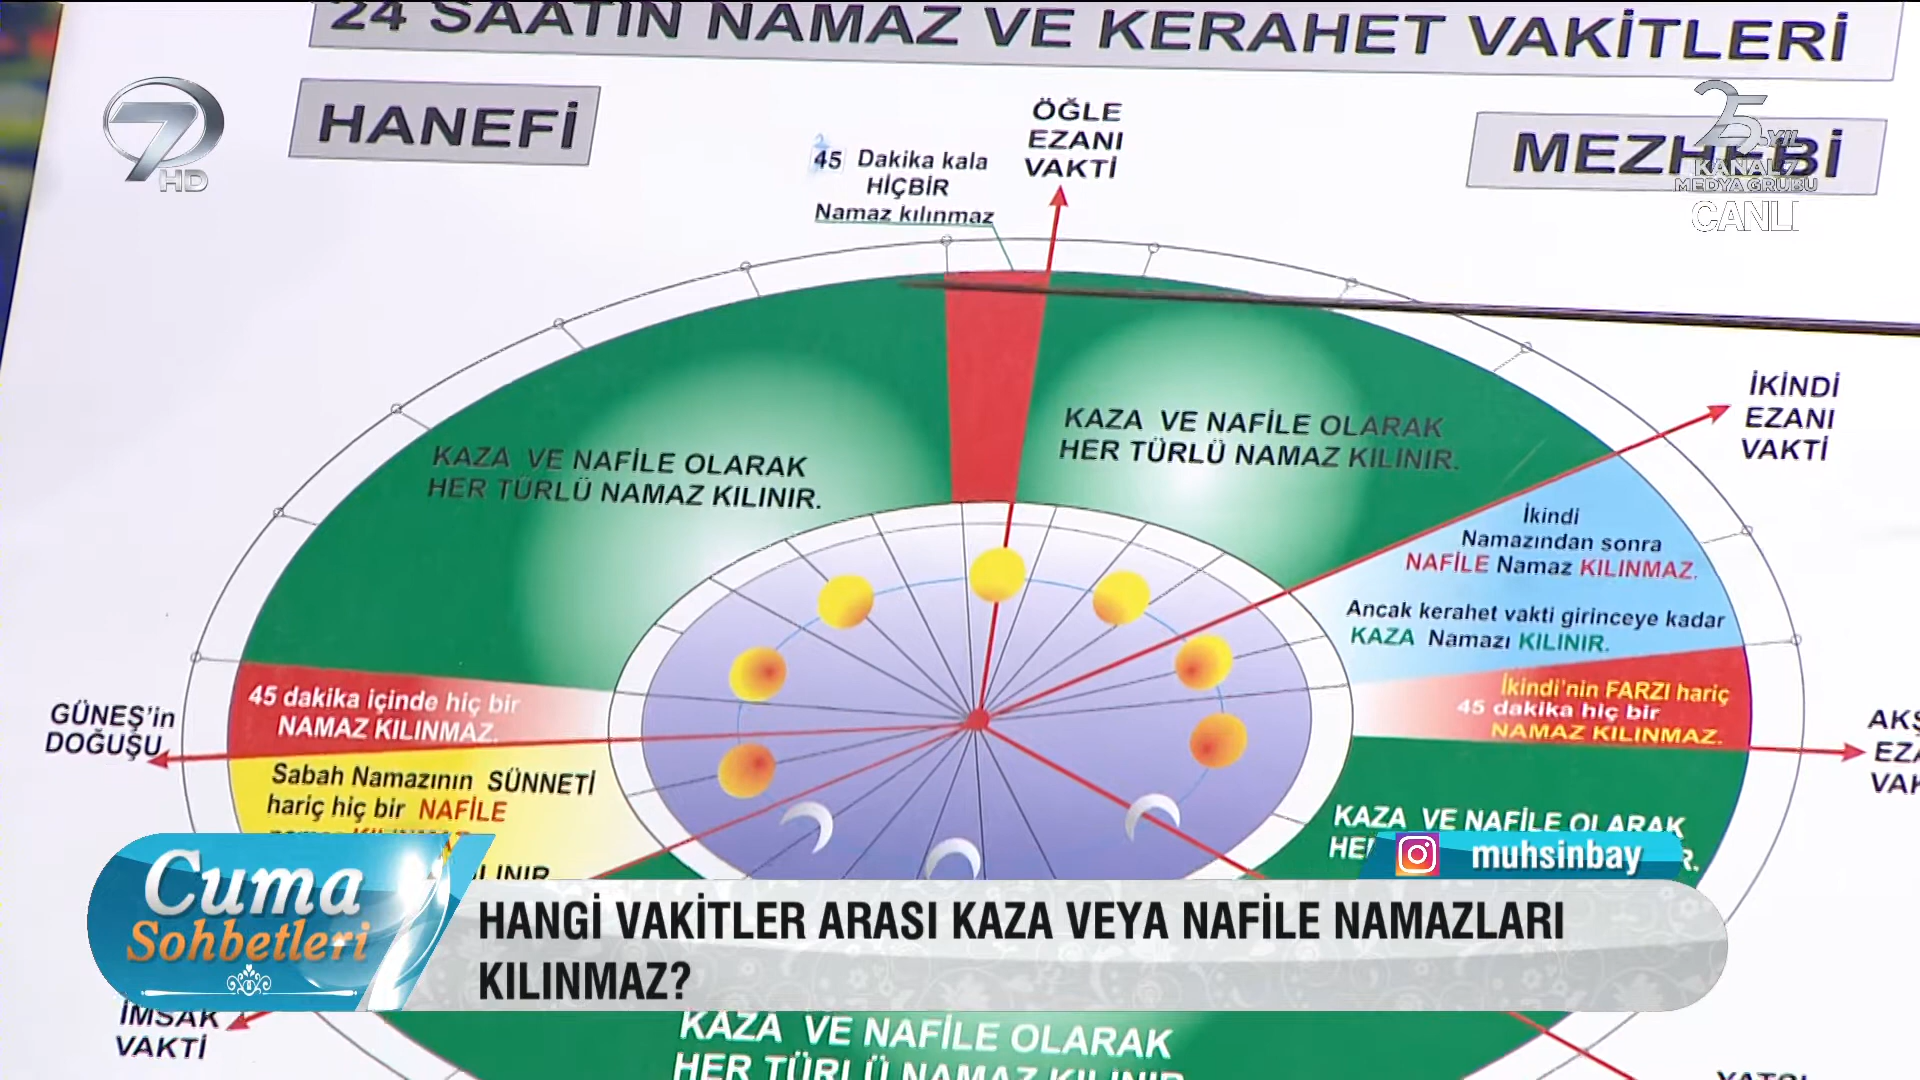 24 SAATİN NAMAZ VE KERAHET VAKİTLERİ
HANEFİ
MEZHEBİ
7
HD
25.YIL
KANAL 7
MEDYA GRUBU
CANLI
ÖĞLE
EZANI
VAKTİ
45 Dakika kala
HİÇBİR
Namaz kılınmaz
İKİNDİ
EZANI
VAKTİ
KAZA VE NAFİLE OLARAK
HER TÜRLÜ NAMAZ KILINIR.
KAZA VE NAFİLE OLARAK
HER TÜRLÜ NAMAZ KILINIR.
İkindi
Namazından sonra
NAFİLE Namaz KILINMAZ.
Ancak kerahet vakti girinceye kadar
KAZA Namazı KILINIR.
45 dakika içinde hiç bir
NAMAZ KILINMAZ.
İkindi'nin FARZI hariç
45 dakika hiç bir
NAMAZ KILINMAZ.
GÜNEŞ'in
DOĞUŞU
Sabah Namazının SÜNNETİ
hariç hiç bir NAFİLE
KAZA VE NAFİLE OLARAK
muhsinbay
Cuma
Sohbetleri
HANGİ VAKİTLER ARASI KAZA VEYA NAFİLE NAMAZLARI
KILINMAZ?
İMSAK
VAKTİ
KAZA VE NAFİLE OLARAK
HER TÜRLÜ NAMAZ KILINIR.